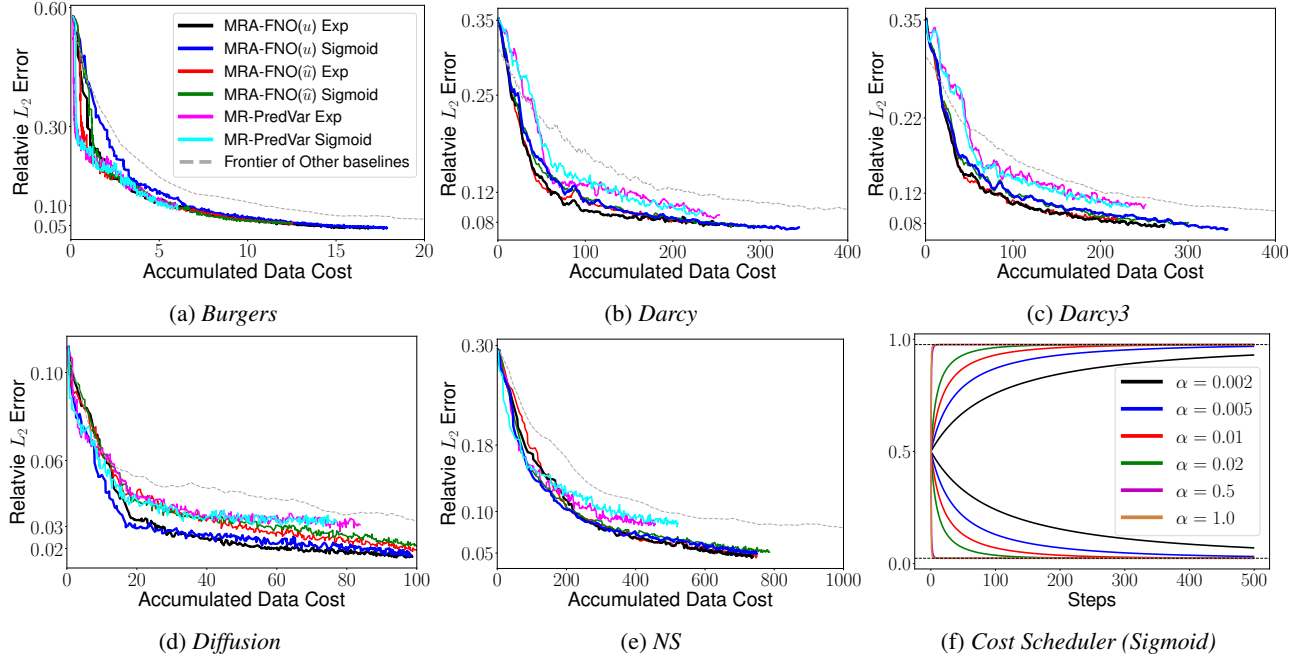 0.60
0.30
0.10
0.05
0
5
10
15
20
Relatvie L₂ Error
Accumulated Data Cost
MRA-FNO(u) Exp
MRA-FNO(u) Sigmoid
MRA-FNO(û) Exp
MRA-FNO(û) Sigmoid
MR-PredVar Exp
MR-PredVar Sigmoid
Frontier of Other baselines
(a) Burgers
0.35
0.25
0.12
0.08
0
100
200
300
400
Relatvie L₂ Error
Accumulated Data Cost
(b) Darcy
0.35
0.22
0.12
0.08
0
100
200
300
400
Relatvie L₂ Error
Accumulated Data Cost
(c) Darcy3
0.10
0.06
0.03
0.02
0
20
40
60
80
100
Relatvie L₂ Error
Accumulated Data Cost
(d) Diffusion
0.30
0.18
0.10
0.05
0
200
400
600
800
1000
Relatvie L₂ Error
Accumulated Data Cost
(e) NS
1.0
0.5
0.0
0
100
200
300
400
500
Steps
α = 0.002
α = 0.005
α = 0.01
α = 0.02
α = 0.5
α = 1.0
(f) Cost Scheduler (Sigmoid)